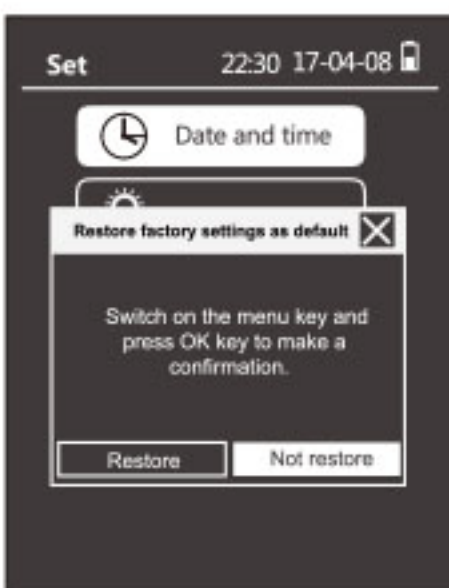 Set 22:30 17-04-08
Date and time
Restore factory settings as default
Switch on the menu key and
press OK key to make a
confirmation.
Restore Not restore